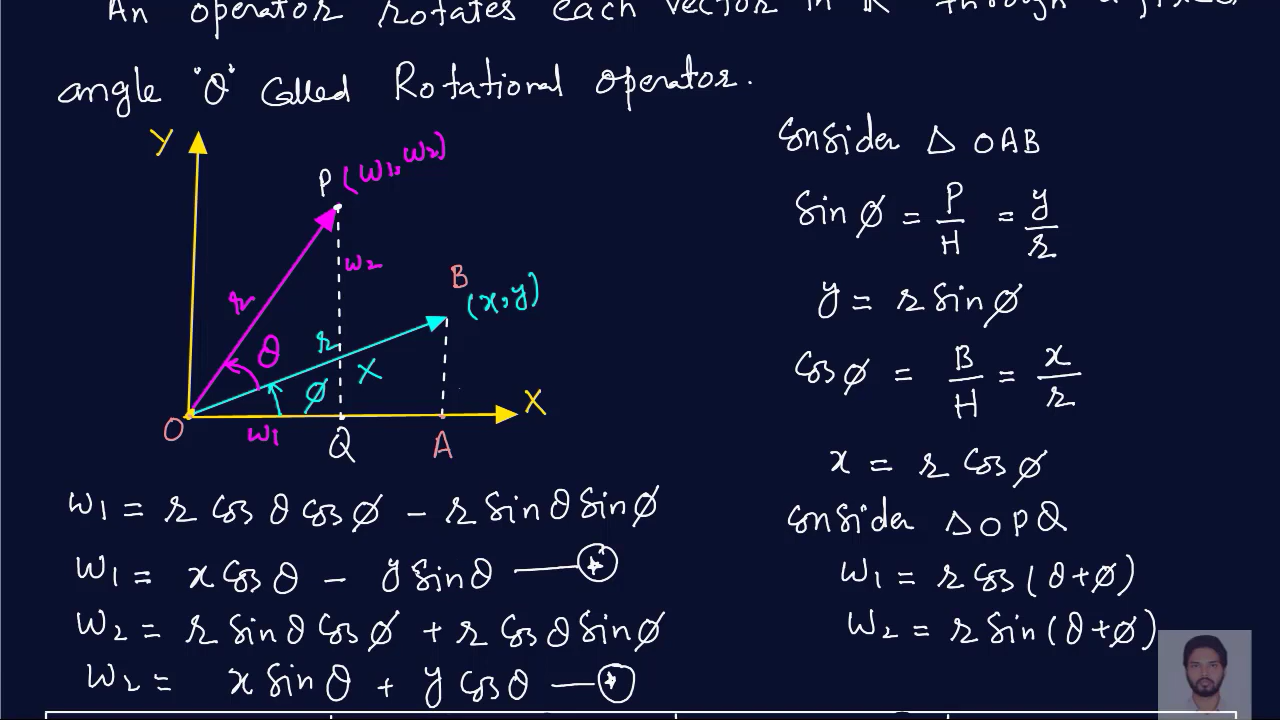 An operator rotates each vector in R through a fixed
angle "θ" Called Rotational operator.
Y
P (w1, w2)
w2
B
(x, y)
r
θ
r
X
φ
X
O
w1
Q
A
Consider △ OAB
Sin φ = P/H = y/r
y = r Sin φ
Cos φ = B/H = x/r
x = r Cos φ
Consider △ OPQ
w1 = r Cos (θ+φ)
w2 = r Sin (θ+φ)
w1 = r Cos θ Cos φ − r Sin θ Sin φ
w1 = x Cos θ − y Sin θ — ⊛
w2 = r Sin θ Cos φ + r Cos θ Sin φ
w2 = x Sin θ + y Cos θ — ⊛